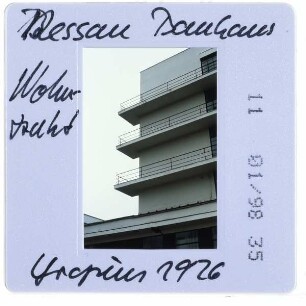 Dessau Bauhaus
Wohn-
trakt
Gropius 1926
11 01/98 35